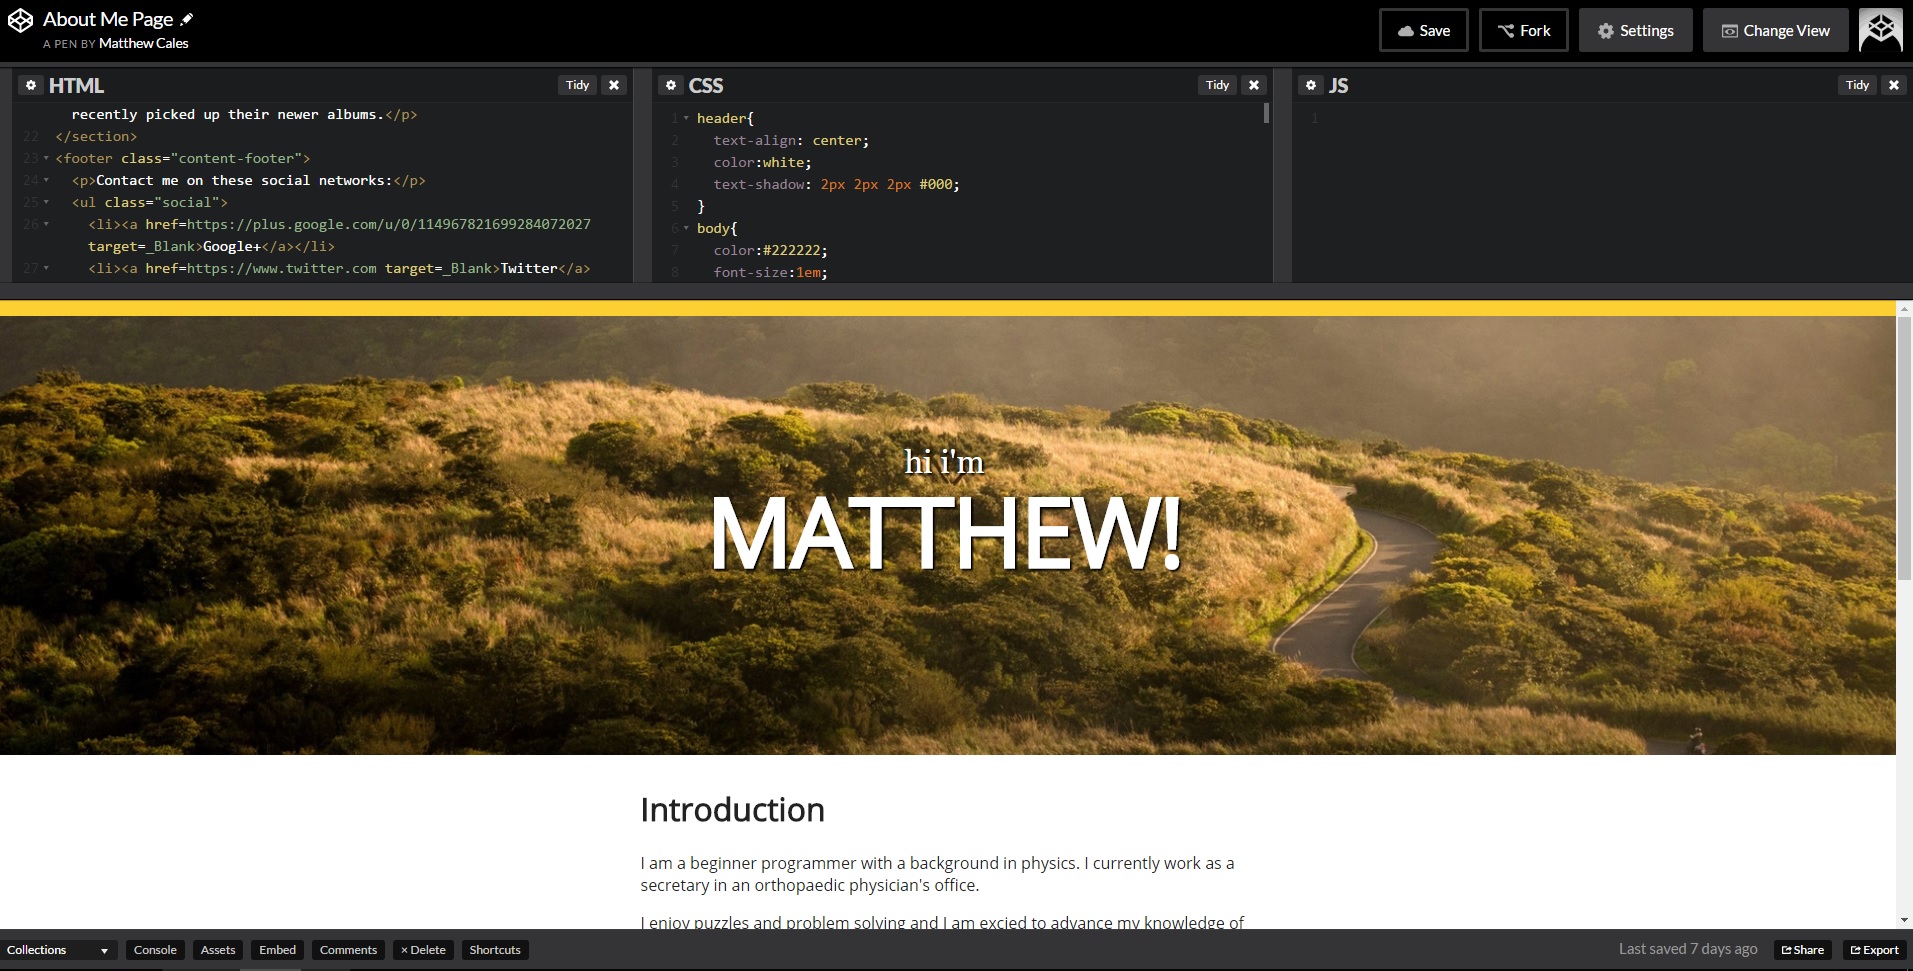 About Me Page
A PEN BY Matthew Cales
Save
Fork
Settings
Change View
HTML
Tidy
recently picked up their newer albums.</p>
22 </section>
23 <footer class="content-footer">
24 <p>Contact me on these social networks:</p>
25 <ul class="social">
26 <li><a href=https://plus.google.com/u/0/114967821699284072027
target=_Blank>Google+</a></li>
27 <li><a href=https://www.twitter.com target=_Blank>Twitter</a>
CSS
Tidy
1 header{
2 text-align: center;
3 color:white;
4 text-shadow: 2px 2px 2px #000;
5 }
6 body{
7 color:#222222;
8 font-size:1em;
JS
Tidy
1
hi i'm
MATTHEW!
Introduction
I am a beginner programmer with a background in physics. I currently work as a
secretary in an orthopaedic physician's office.
I enjoy puzzles and problem solving and I am excied to advance my knowledge of
Collections
Console
Assets
Embed
Comments
× Delete
Shortcuts
Last saved 7 days ago
Share
Export